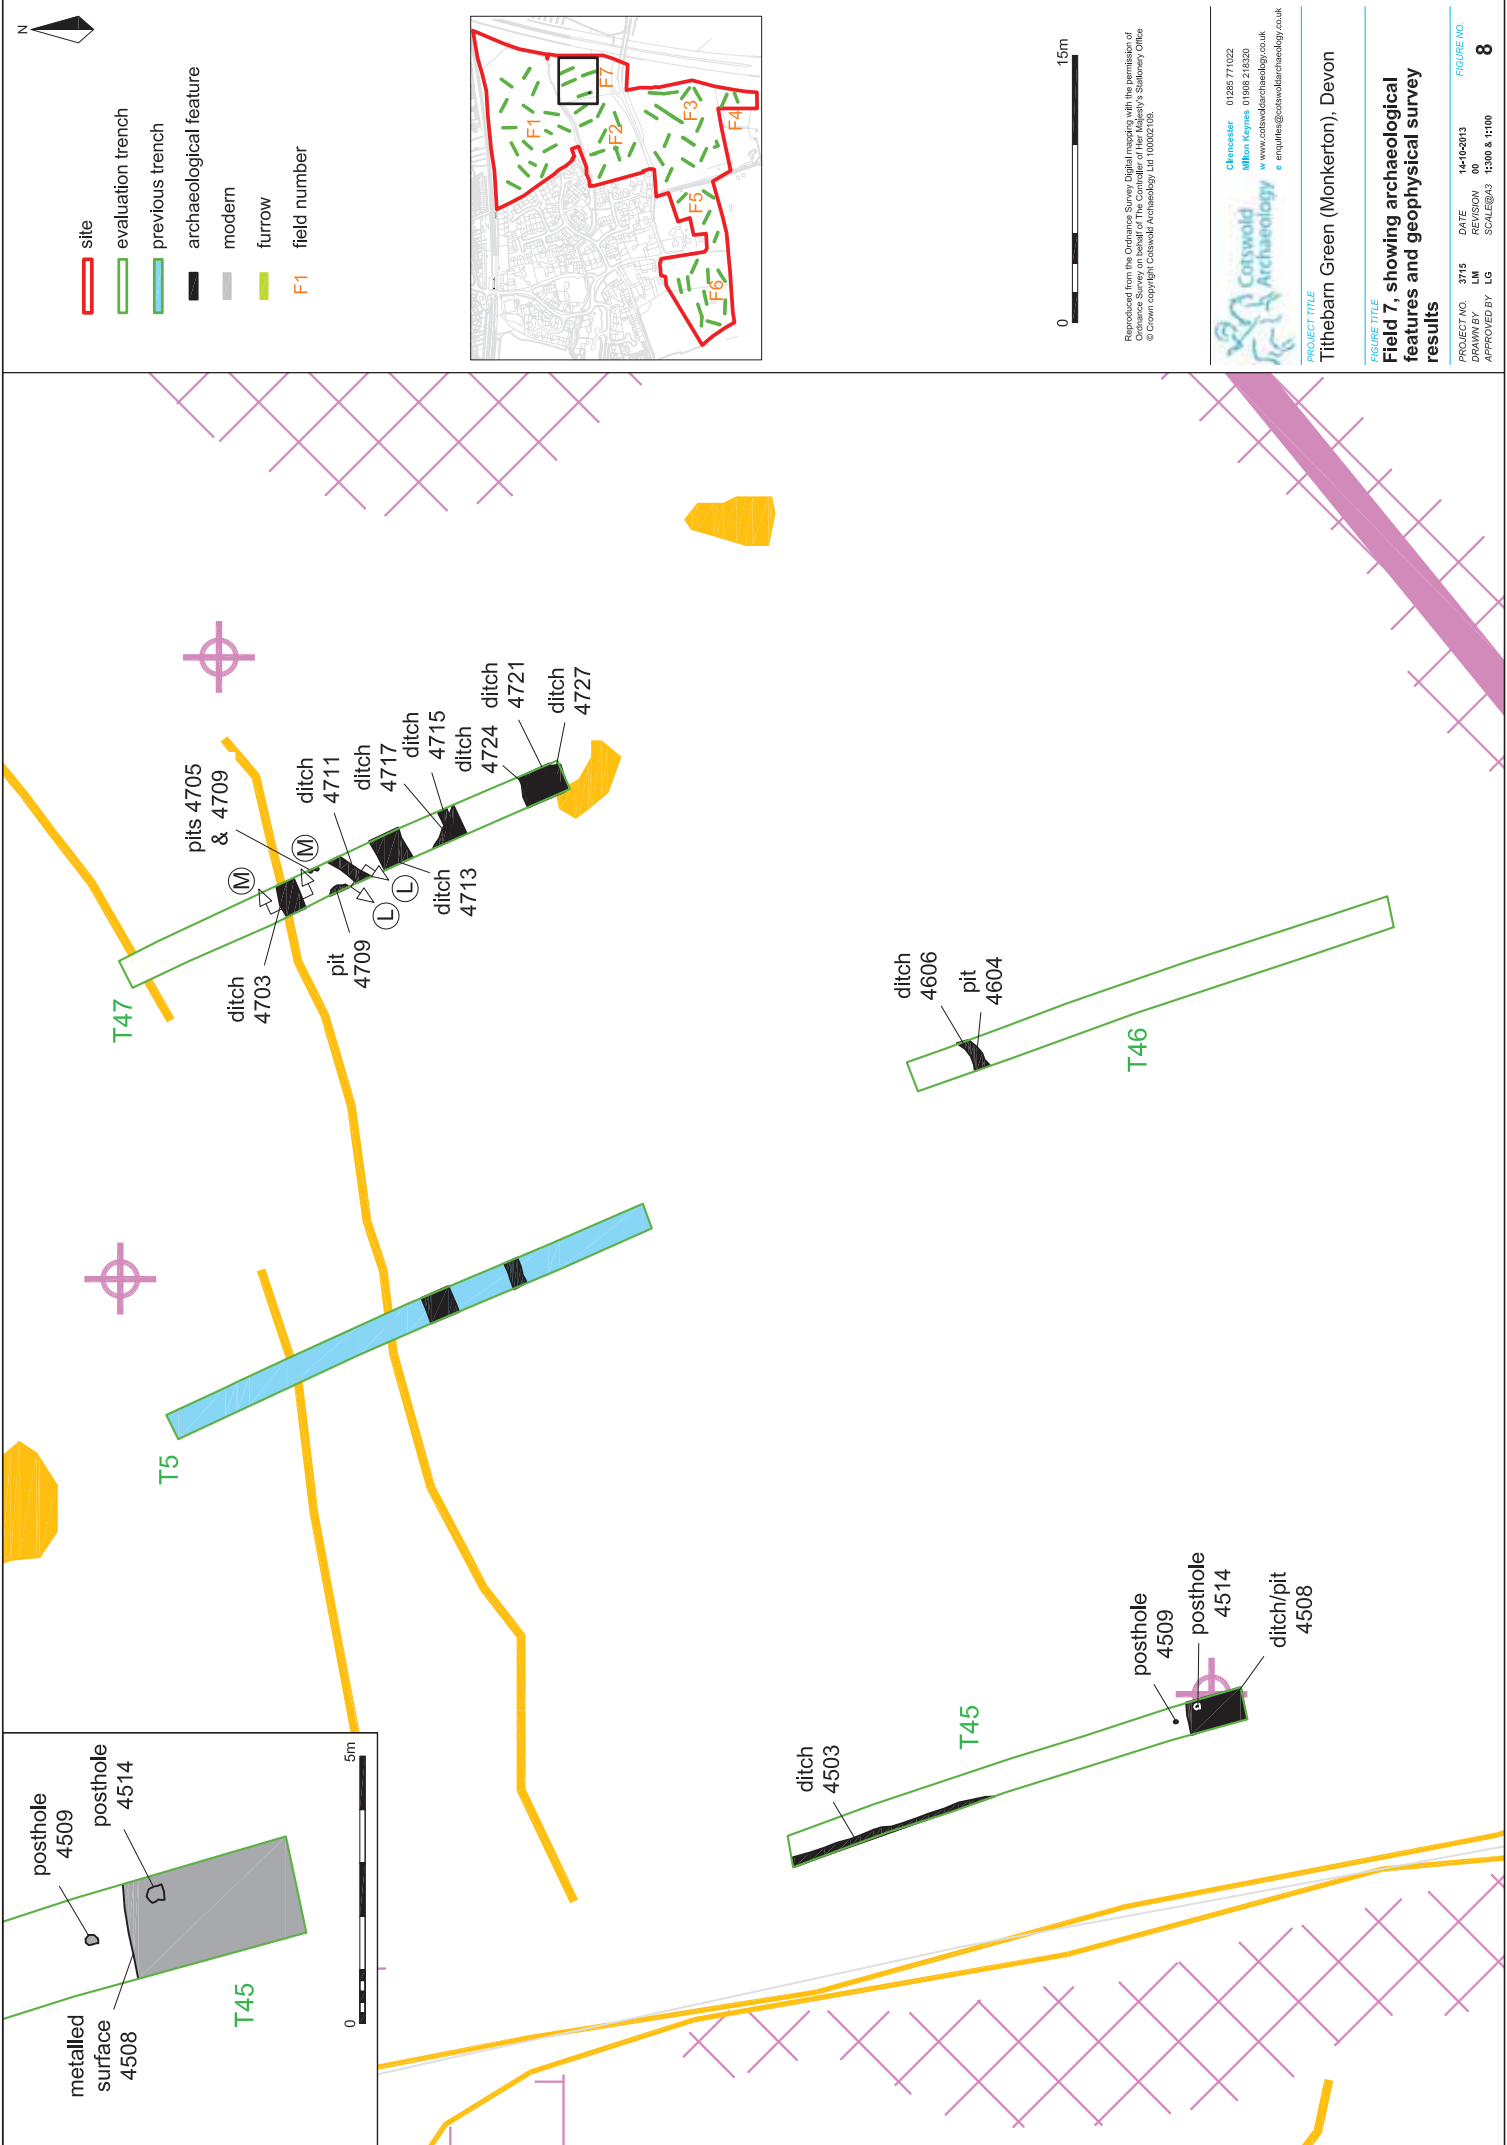 N
site
evaluation trench
previous trench
archaeological feature
modern
furrow
F1 field number
F1
F2
F3
F4
F5
F6
F7
0 15m
Reproduced from the Ordnance Survey Digital mapping with the permission of
Ordnance Survey on behalf of The Controller of Her Majesty's Stationery Office
© Crown copyright Cotswold Archaeology Ltd 100002109.
Cotswold
Archaeology
Cirencester 01285 771022
Milton Keynes 01908 218320
w www.cotswoldarchaeology.co.uk
e enquiries@cotswoldarchaeology.co.uk
PROJECT TITLE
Tithebarn Green (Monkerton), Devon
FIGURE TITLE
Field 7, showing archaeological
features and geophysical survey
results
PROJECT NO. 3715
DRAWN BY LM
APPROVED BY LG
DATE 14-10-2013
REVISION 00
SCALE@A3 1:300 & 1:100
FIGURE NO.
8
metalled
surface
4508
posthole
4509
posthole
4514
T45
0 5m
T5
T47
ditch
4703
pit
4709
pits 4705
& 4709
M
M
L
L
ditch
4711
ditch
4713
ditch
4717
ditch
4715
ditch
4724
ditch
4721
ditch
4727
ditch
4606
pit
4604
T46
ditch
4503
T45
posthole
4509
posthole
4514
ditch/pit
4508